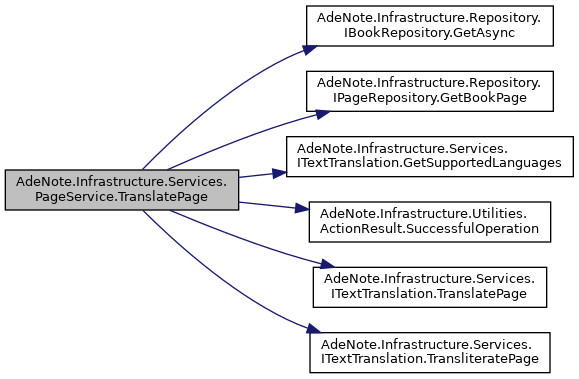 AdeNote.Infrastructure.Repository.
IBookRepository.GetAsync
AdeNote.Infrastructure.Repository.
IPageRepository.GetBookPage
AdeNote.Infrastructure.Services.
ITextTranslation.GetSupportedLanguages
AdeNote.Infrastructure.Services.
PageService.TranslatePage
AdeNote.Infrastructure.Utilities.
ActionResult.SuccessfulOperation
AdeNote.Infrastructure.Services.
ITextTranslation.TranslatePage
AdeNote.Infrastructure.Services.
ITextTranslation.TransliteratePage